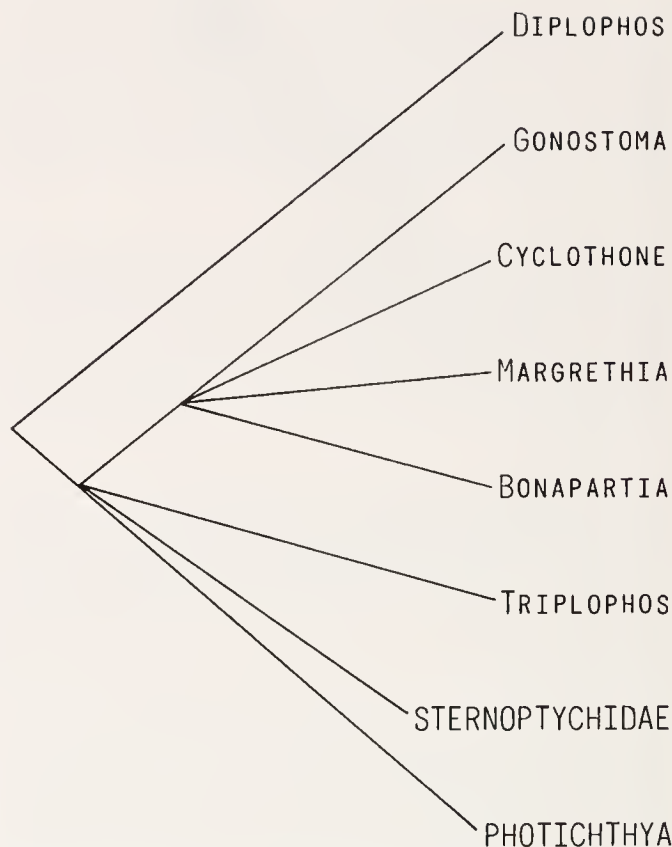 DIPLOPHOS
GONOSTOMA
CYCLOTHONE
MARGRETHIA
BONAPARTIA
TRIPLOPHOS
STERNOPTYCHIDAE
PHOTICHTHYA